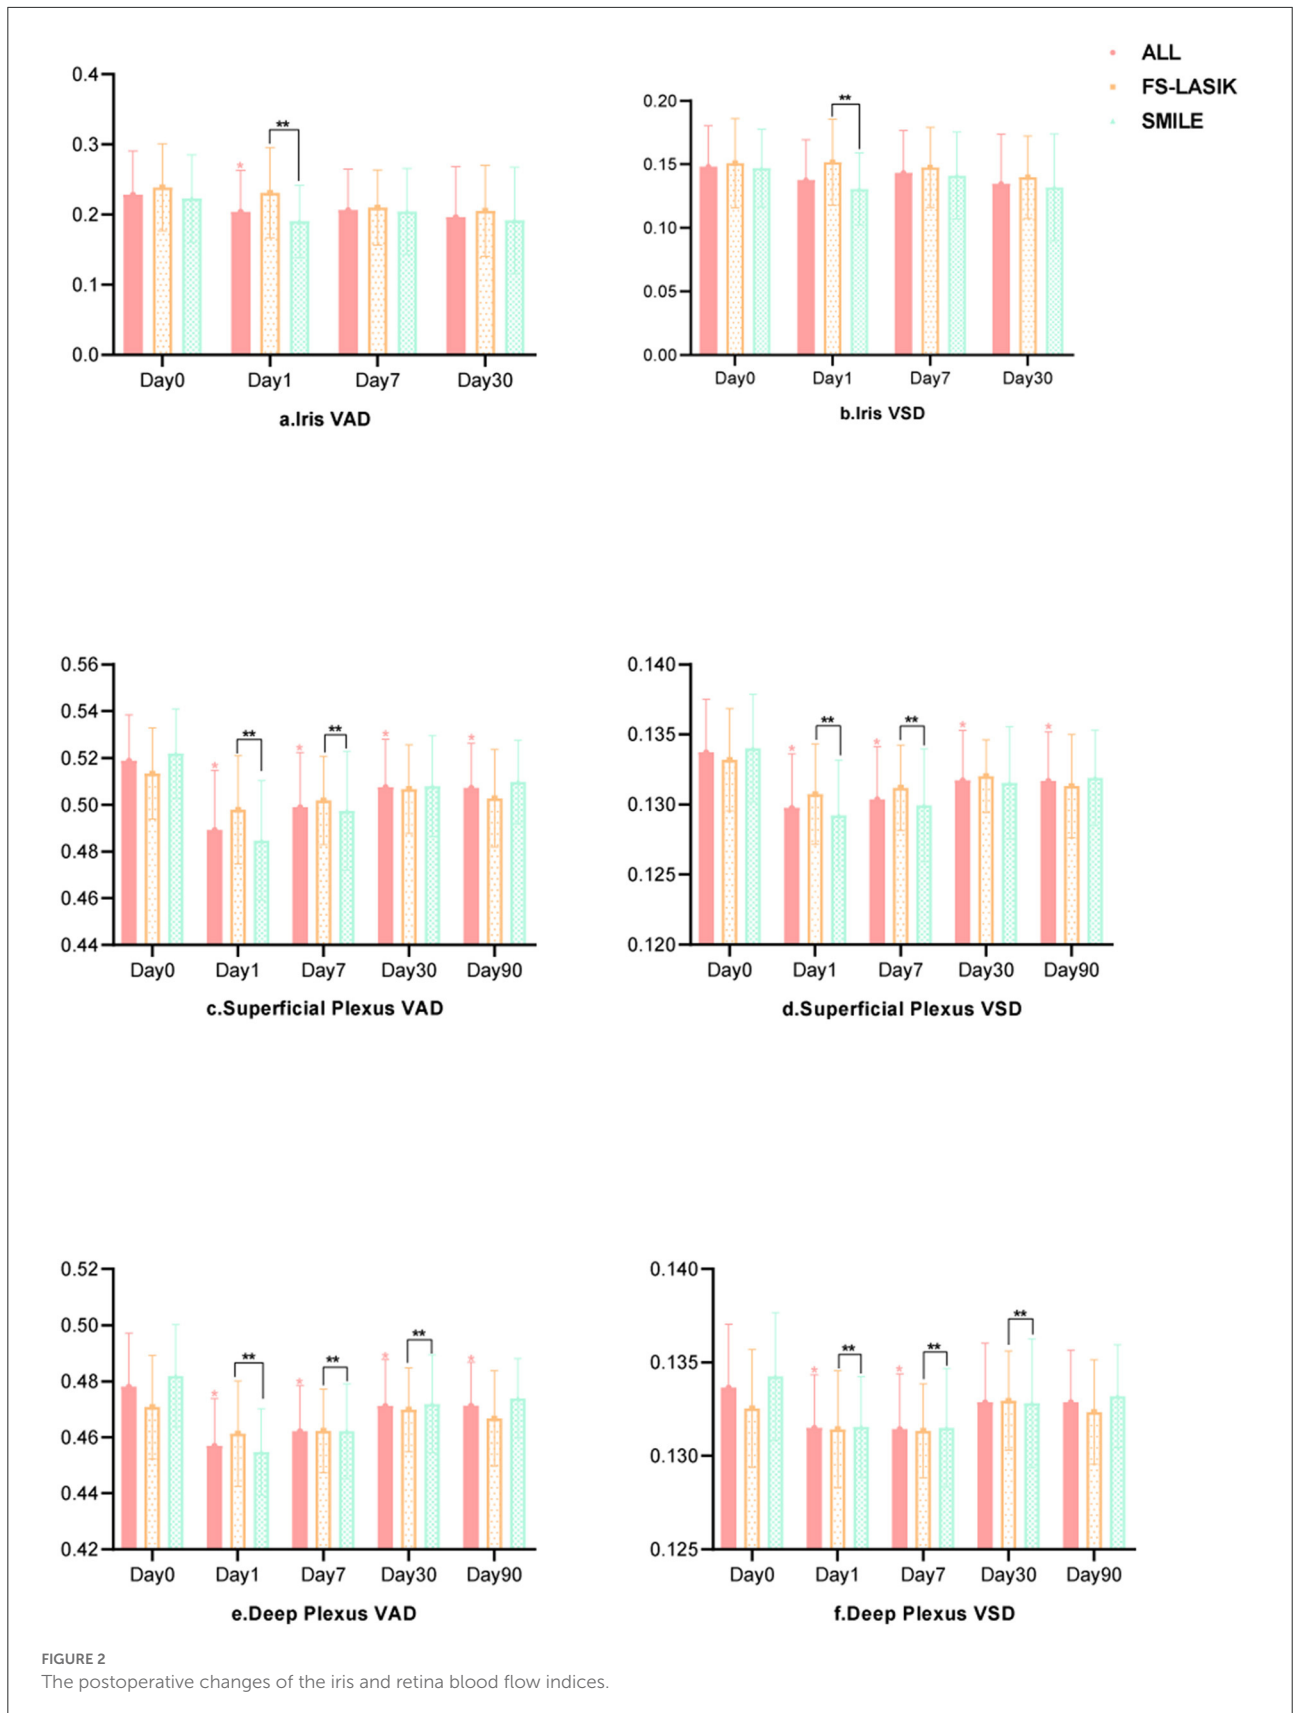 ALL
FS-LASIK
SMILE
0.4
0.3
0.2
0.1
0.0
**
*
Day0 Day1 Day7 Day30
a.Iris VAD
0.20
0.15
0.10
0.05
0.00
**
Day0 Day1 Day7 Day30
b.Iris VSD
0.56
0.54
0.52
0.50
0.48
0.46
0.44
* ** * ** * *
Day0 Day1 Day7 Day30 Day90
c.Superficial Plexus VAD
0.140
0.135
0.130
0.125
0.120
* ** * ** * *
Day0 Day1 Day7 Day30 Day90
d.Superficial Plexus VSD
0.52
0.50
0.48
0.46
0.44
0.42
* ** * ** * ** *
Day0 Day1 Day7 Day30 Day90
e.Deep Plexus VAD
0.140
0.135
0.130
0.125
* ** * ** **
Day0 Day1 Day7 Day30 Day90
f.Deep Plexus VSD
FIGURE 2
The postoperative changes of the iris and retina blood flow indices.